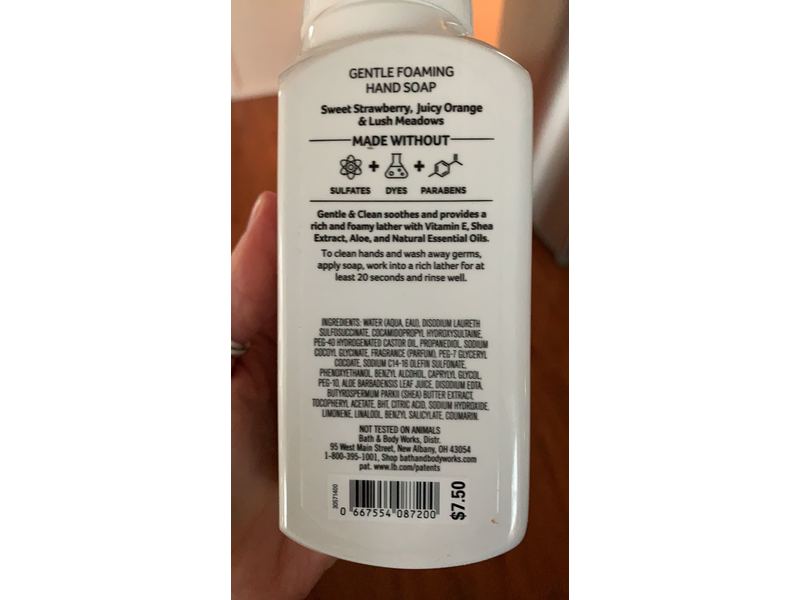 GENTLE FOAMING
HAND SOAP
Sweet Strawberry, Juicy Orange
& Lush Meadows
MADE WITHOUT
+ +
SULFATES DYES PARABENS
Gentle & Clean soothes and provides a
rich and foamy lather with Vitamin E, Shea
Extract, Aloe, and Natural Essential Oils.
To clean hands and wash away germs,
apply soap, work into a rich lather for at
least 20 seconds and rinse well.
INGREDIENTS: WATER (AQUA, EAU), DISODIUM LAURETH
SULFOSUCCINATE, COCAMIDOPROPYL HYDROXYSULTAINE,
PEG-40 HYDROGENATED CASTOR OIL, PROPANEDIOL, SODIUM
COCOYL GLYCINATE, FRAGRANCE (PARFUM), PEG-7 GLYCERYL
COCOATE, SODIUM C14-16 OLEFIN SULFONATE,
PHENOXYETHANOL, BENZYL ALCOHOL, CAPRYLYL GLYCOL,
PEG-10, ALOE BARBADENSIS LEAF JUICE, DISODIUM EDTA,
BUTYROSPERMUM PARKII (SHEA) BUTTER EXTRACT,
TOCOPHERYL ACETATE, BHT, CITRIC ACID, SODIUM HYDROXIDE,
LIMONENE, LINALOOL, BENZYL SALICYLATE, COUMARIN.
NOT TESTED ON ANIMALS
Bath & Body Works, Distr.
95 West Main Street, New Albany, OH 43054
1-800-395-1001, Shop bathandbodyworks.com
pat. www.lb.com/patents
30571400
0 667554 087200
$7.50